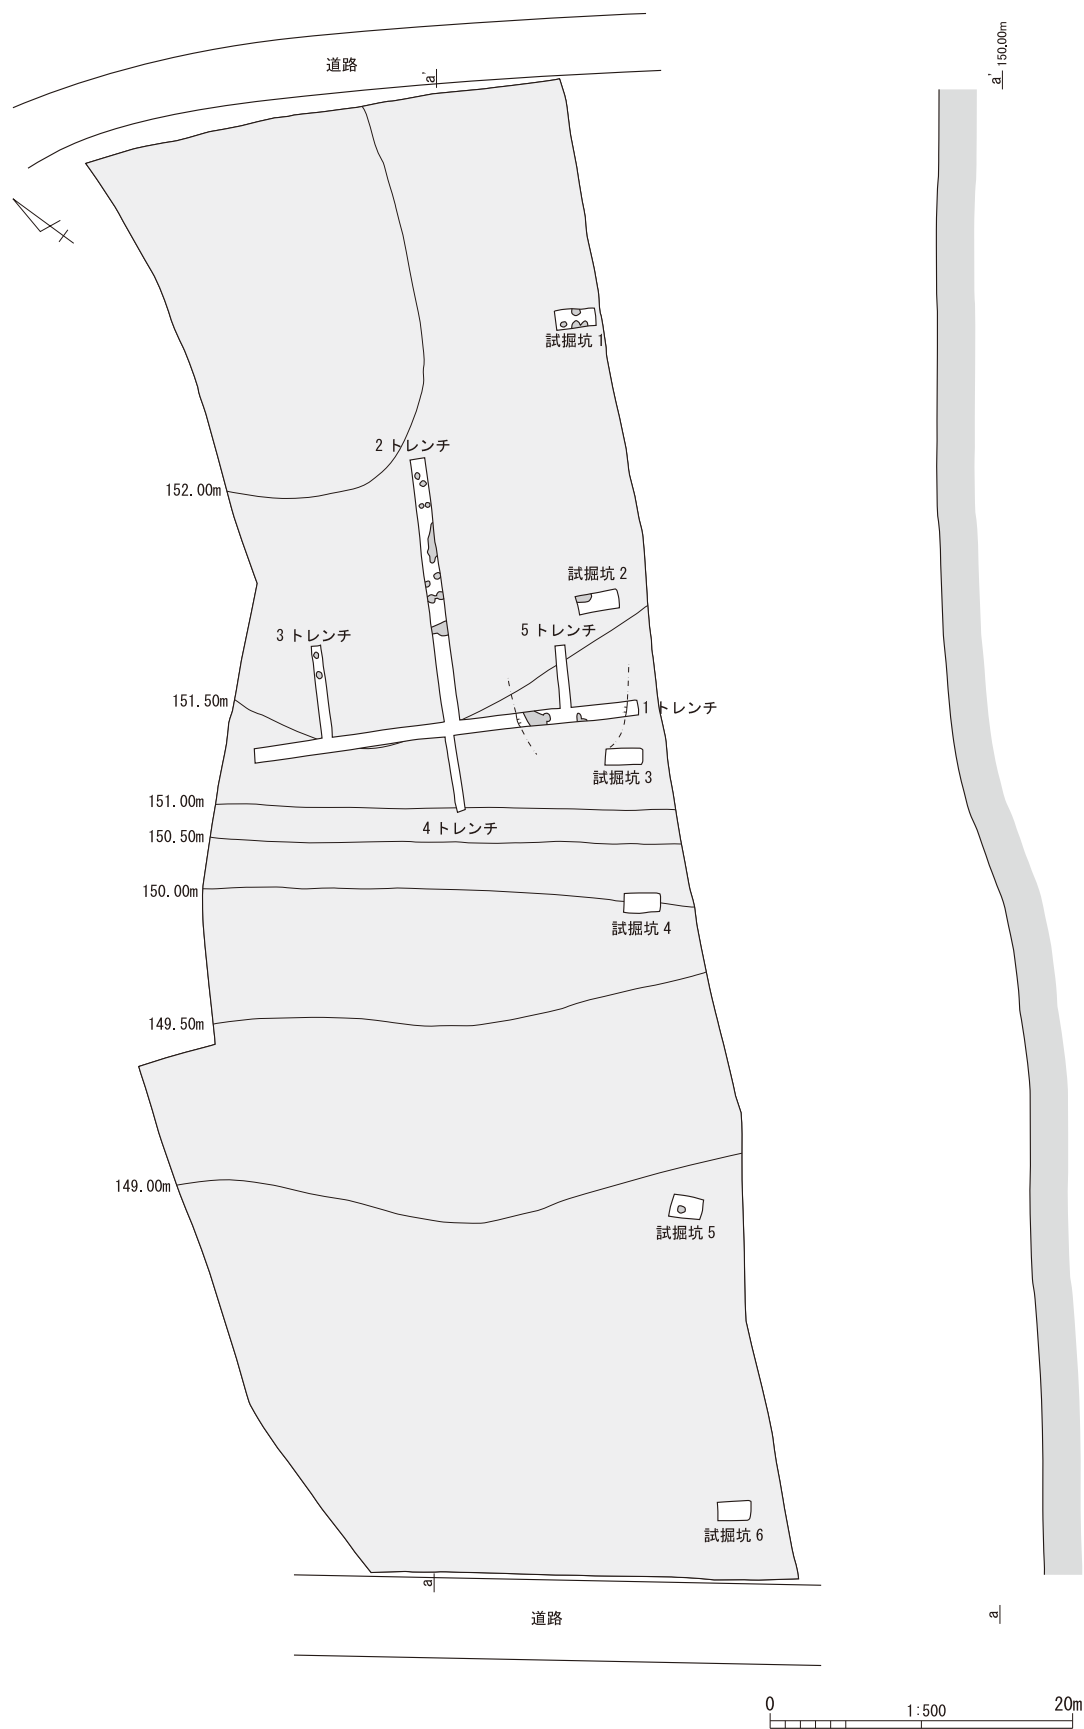 道路
a'
a'
150.00m
試掘坑 1
2 トレンチ
152.00m
試掘坑 2
5 トレンチ
3 トレンチ
151.50m
1 トレンチ
試掘坑 3
151.00m
4 トレンチ
150.50m
150.00m
試掘坑 4
149.50m
149.00m
試掘坑 5
試掘坑 6
a
a
道路
0
1:500
20m